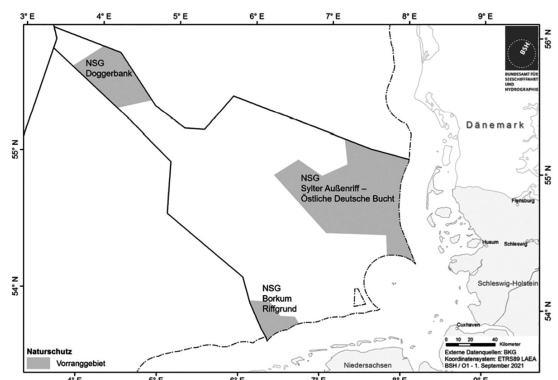 3° E 4° E 5° E 6° E 7° E 8° E 9° E
56° N
BSH
BUNDESAMT FÜR
SEESCHIFFFAHRT
UND
HYDROGRAPHIE
NSG
Doggerbank
Dänemark
55° N
55° N
NSG
Sylter Außenriff –
Östliche Deutsche Bucht
Flensburg
Husum Schleswig
54° N
NSG
Borkum
Riffgrund
Schleswig-Holstein
54° N
Cuxhaven
0 10 20 40
Kilometer
Naturschutz
Vorranggebiet
Niedersachsen
Externe Datenquellen: BKG
Koordinatensystem: ETRS89 LAEA
BSH / O1 - 1. September 2021